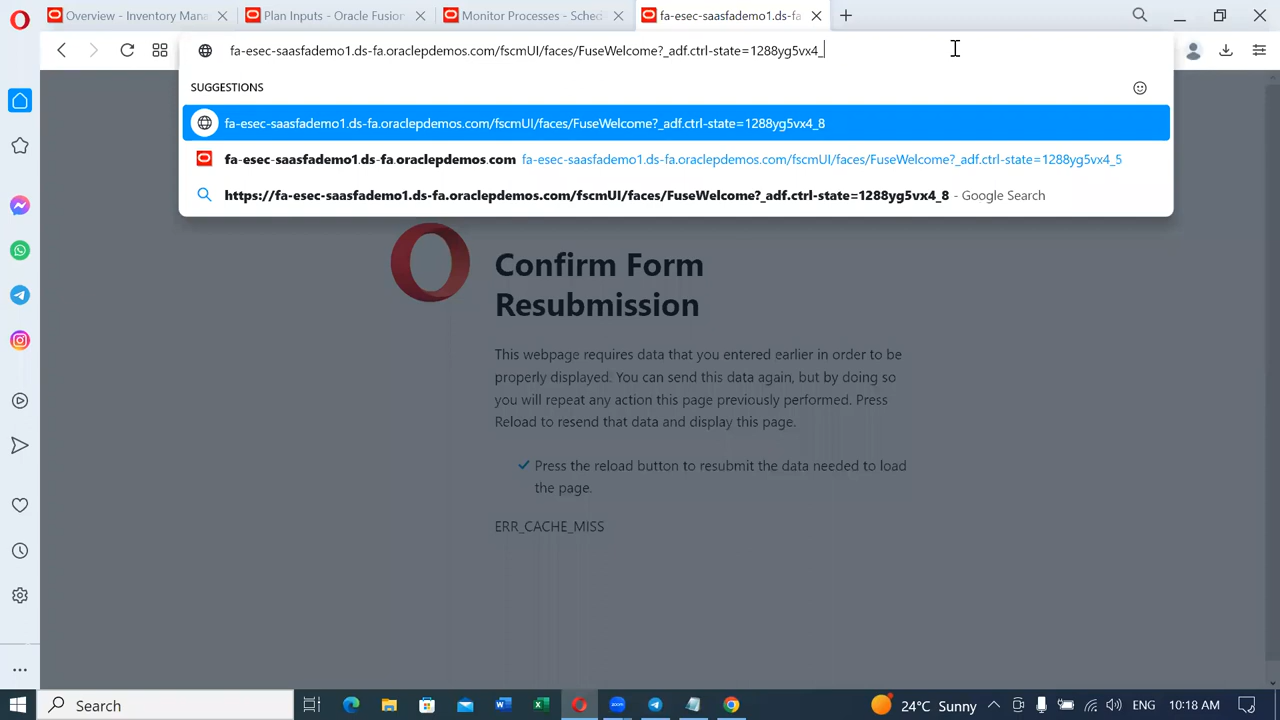 Overview - Inventory Mana
Plan Inputs - Oracle Fusion
Monitor Processes - Sched
fa-esec-saasfademo1.ds-fa
fa-esec-saasfademo1.ds-fa.oraclepdemos.com/fscmUI/faces/FuseWelcome?_adf.ctrl-state=1288yg5vx4_
SUGGESTIONS
fa-esec-saasfademo1.ds-fa.oraclepdemos.com/fscmUI/faces/FuseWelcome?_adf.ctrl-state=1288yg5vx4_8
fa-esec-saasfademo1.ds-fa.oraclepdemos.com fa-esec-saasfademo1.ds-fa.oraclepdemos.com/fscmUI/faces/FuseWelcome?_adf.ctrl-state=1288yg5vx4_5
https://fa-esec-saasfademo1.ds-fa.oraclepdemos.com/fscmUI/faces/FuseWelcome?_adf.ctrl-state=1288yg5vx4_8 - Google Search
Confirm Form
Resubmission
This webpage requires data that you entered earlier in order to be
properly displayed. You can send this data again, but by doing so
you will repeat any action this page previously performed. Press
Reload to resend that data and display this page.
Press the reload button to resubmit the data needed to load
the page.
ERR_CACHE_MISS
Search
24°C Sunny
ENG
10:18 AM